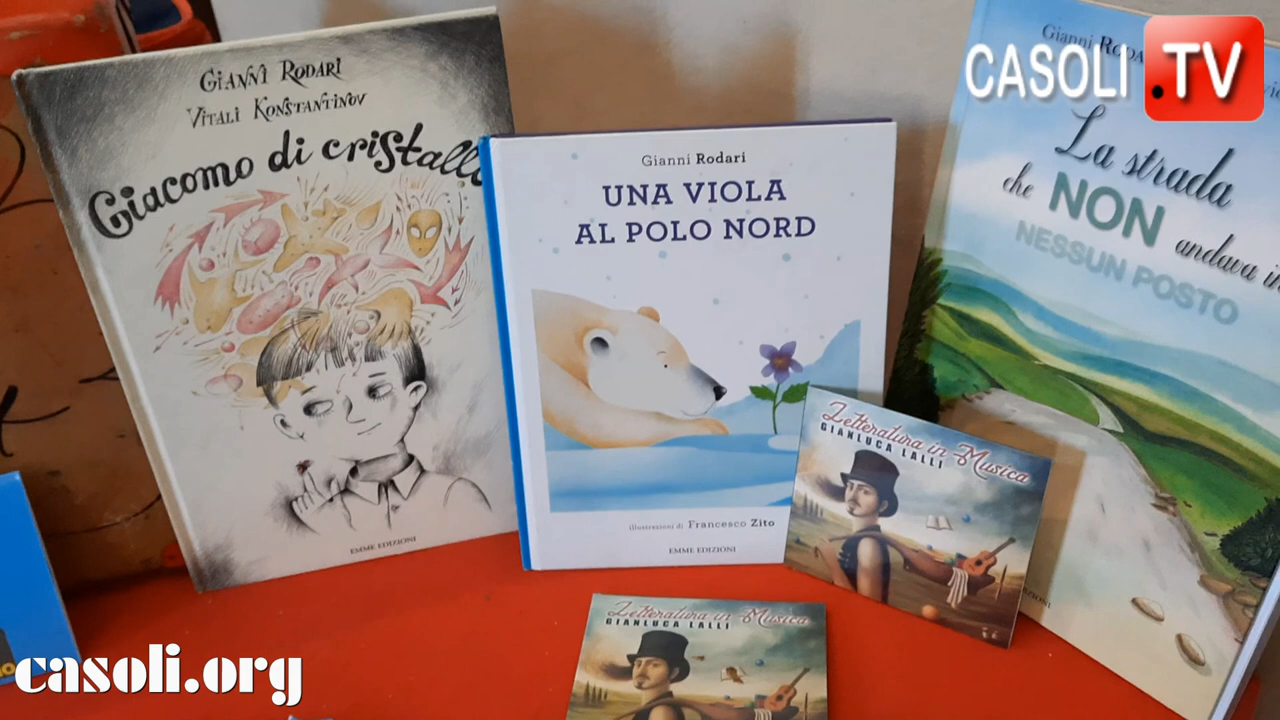 GIANNI RODARI
VITALI KONSTANTINOV
Giacomo di cristallo
EMME EDIZIONI
Gianni Rodari
UNA VIOLA
AL POLO NORD
illustrazioni di Francesco Zito
EMME EDIZIONI
CASOLI .TV
Gianni
La strada
che NON andava in
NESSUN POSTO
Letteratura in Musica
GIANLUCA LALLI
Letteratura in Musica
GIANLUCA LALLI
casoli.org